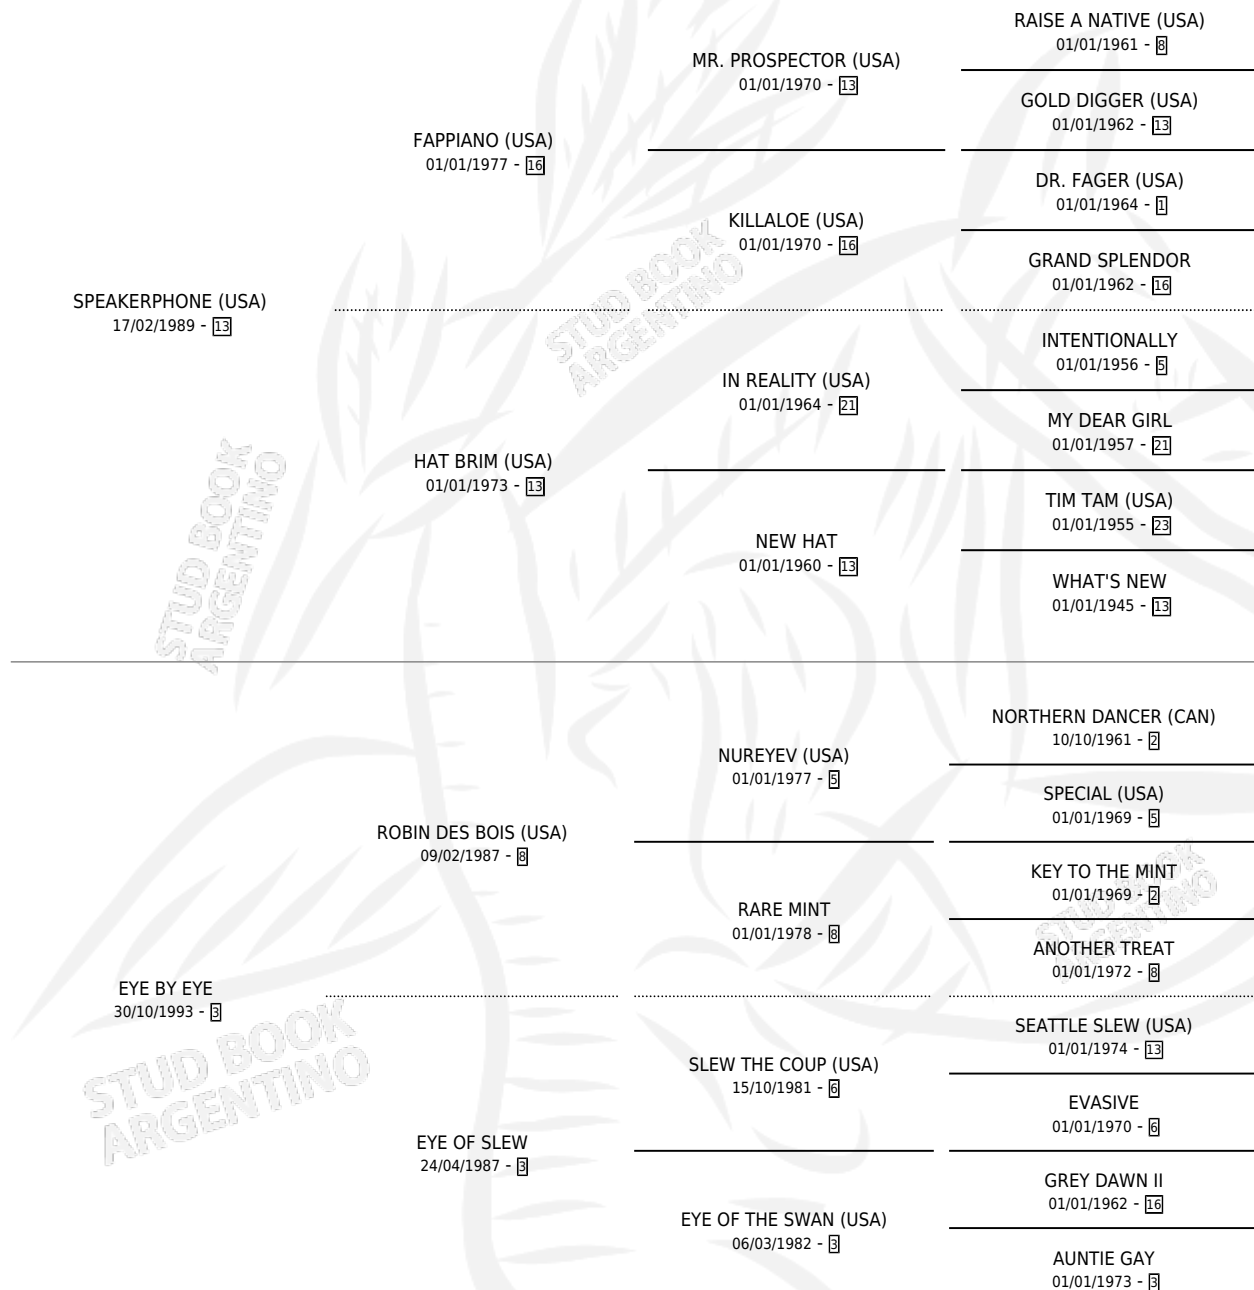 RAISE A NATIVE (USA)
01/01/1961 - 8
MR. PROSPECTOR (USA)
01/01/1970 - 13
GOLD DIGGER (USA)
01/01/1962 - 13
FAPPIANO (USA)
01/01/1977 - 16
DR. FAGER (USA)
01/01/1964 - 1
KILLALOE (USA)
01/01/1970 - 16
GRAND SPLENDOR
01/01/1962 - 16
SPEAKERPHONE (USA)
17/02/1989 - 13
STUD BOOK
ARGENTINO
INTENTIONALLY
01/01/1956 - 5
IN REALITY (USA)
01/01/1964 - 21
MY DEAR GIRL
01/01/1957 - 21
HAT BRIM (USA)
01/01/1973 - 13
TIM TAM (USA)
01/01/1955 - 23
NEW HAT
01/01/1960 - 13
WHAT'S NEW
01/01/1945 - 13
STUD BOOK
ARGENTINO
NORTHERN DANCER (CAN)
10/10/1961 - 2
NUREYEV (USA)
01/01/1977 - 5
SPECIAL (USA)
01/01/1969 - 5
ROBIN DES BOIS (USA)
09/02/1987 - 8
KEY TO THE MINT
01/01/1969 - 2
RARE MINT
01/01/1978 - 8
ANOTHER TREAT
01/01/1972 - 8
STUD BOOK
ARGENTINO
EYE BY EYE
30/10/1993 - 3
SEATTLE SLEW (USA)
01/01/1974 - 13
SLEW THE COUP (USA)
15/10/1981 - 6
EVASIVE
01/01/1970 - 6
STUD BOOK
ARGENTINO
EYE OF SLEW
24/04/1987 - 3
GREY DAWN II
01/01/1962 - 16
EYE OF THE SWAN (USA)
06/03/1982 - 3
AUNTIE GAY
01/01/1973 - 3